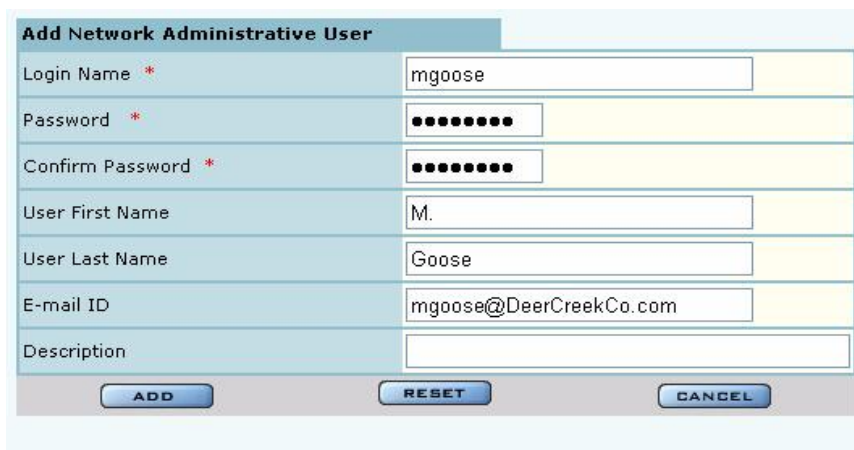 Add Network Administrative User
Login Name * mgoose
Password * ●●●●●●●●
Confirm Password * ●●●●●●●●
User First Name M.
User Last Name Goose
E-mail ID mgoose@DeerCreekCo.com
Description
ADD RESET CANCEL